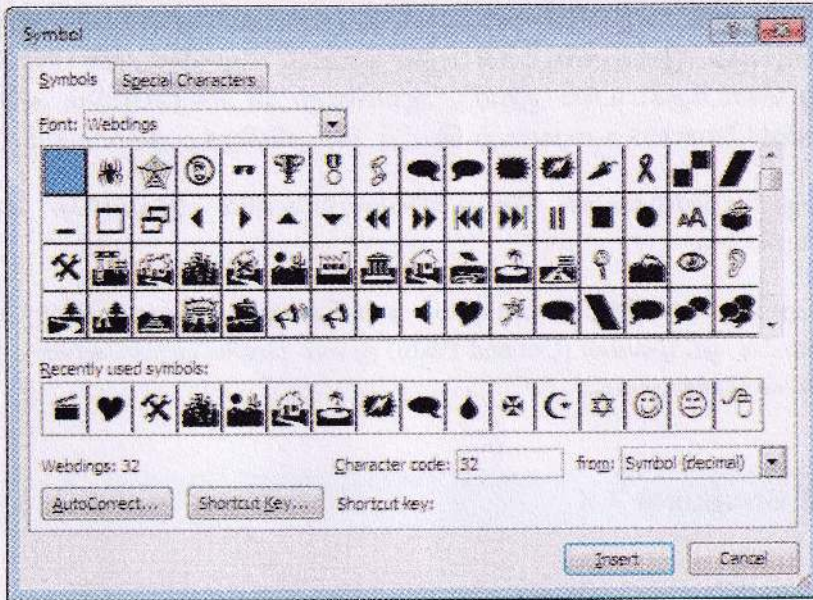 Symbol
Symbols Special Characters
Font: Webdings
AA
Recently used symbols:
Webdings: 32 Character code: 32 from: Symbol (decimal)
AutoCorrect... Shortcut Key... Shortcut key:
Insert Cancel